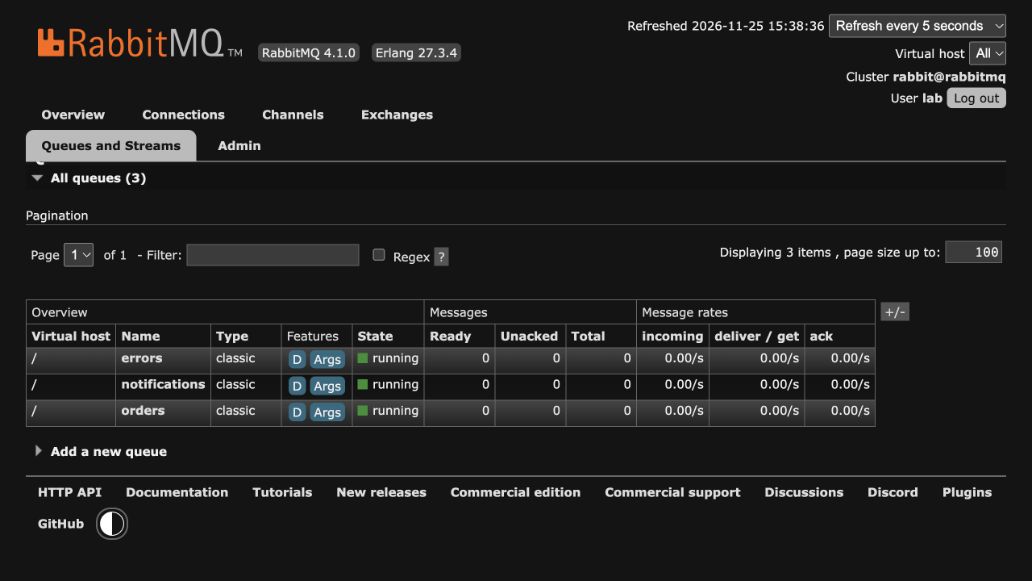 RabbitMQ TM RabbitMQ 4.1.0 Erlang 27.3.4
Refreshed 2026-11-25 15:38:36 Refresh every 5 seconds
Virtual host All
Cluster rabbit@rabbitmq
User lab Log out
Overview Connections Channels Exchanges
Queues and Streams Admin
All queues (3)
Pagination
Page 1 of 1 - Filter: Regex ? Displaying 3 items , page size up to: 100
Overview Messages Message rates +/-
Virtual host Name Type Features State Ready Unacked Total incoming deliver / get ack
/ errors classic D Args running 0 0 0 0.00/s 0.00/s 0.00/s
/ notifications classic D Args running 0 0 0 0.00/s 0.00/s 0.00/s
/ orders classic D Args running 0 0 0 0.00/s 0.00/s 0.00/s
Add a new queue
HTTP API Documentation Tutorials New releases Commercial edition Commercial support Discussions Discord Plugins
GitHub